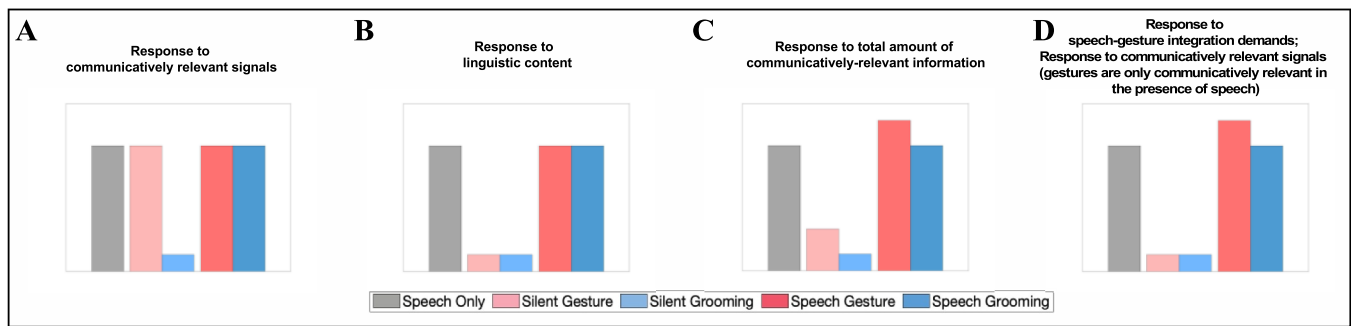 A
Response to
communicatively relevant signals
B
Response to
linguistic content
C
Response to total amount of
communicatively-relevant information
D
Response to
speech-gesture integration demands;
Response to communicatively relevant signals
(gestures are only communicatively relevant in
the presence of speech)
Speech Only Silent Gesture Silent Grooming Speech Gesture Speech Grooming